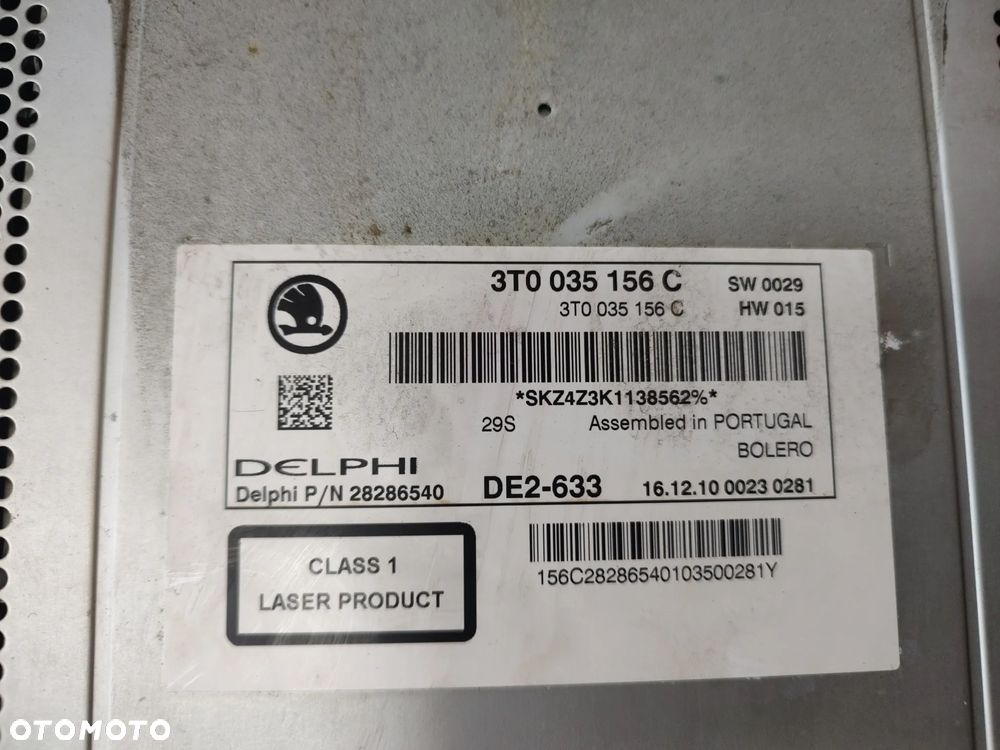 3T0 035 156 C SW 0029
3T0 035 156 C HW 015
*SKZ4Z3K1138562%*
29S Assembled in PORTUGAL
BOLERO
DELPHI
Delphi P/N 28286540 DE2-633 16.12.10 0023 0281
CLASS 1
LASER PRODUCT
156C28286540103500281Y
OTOMOTO